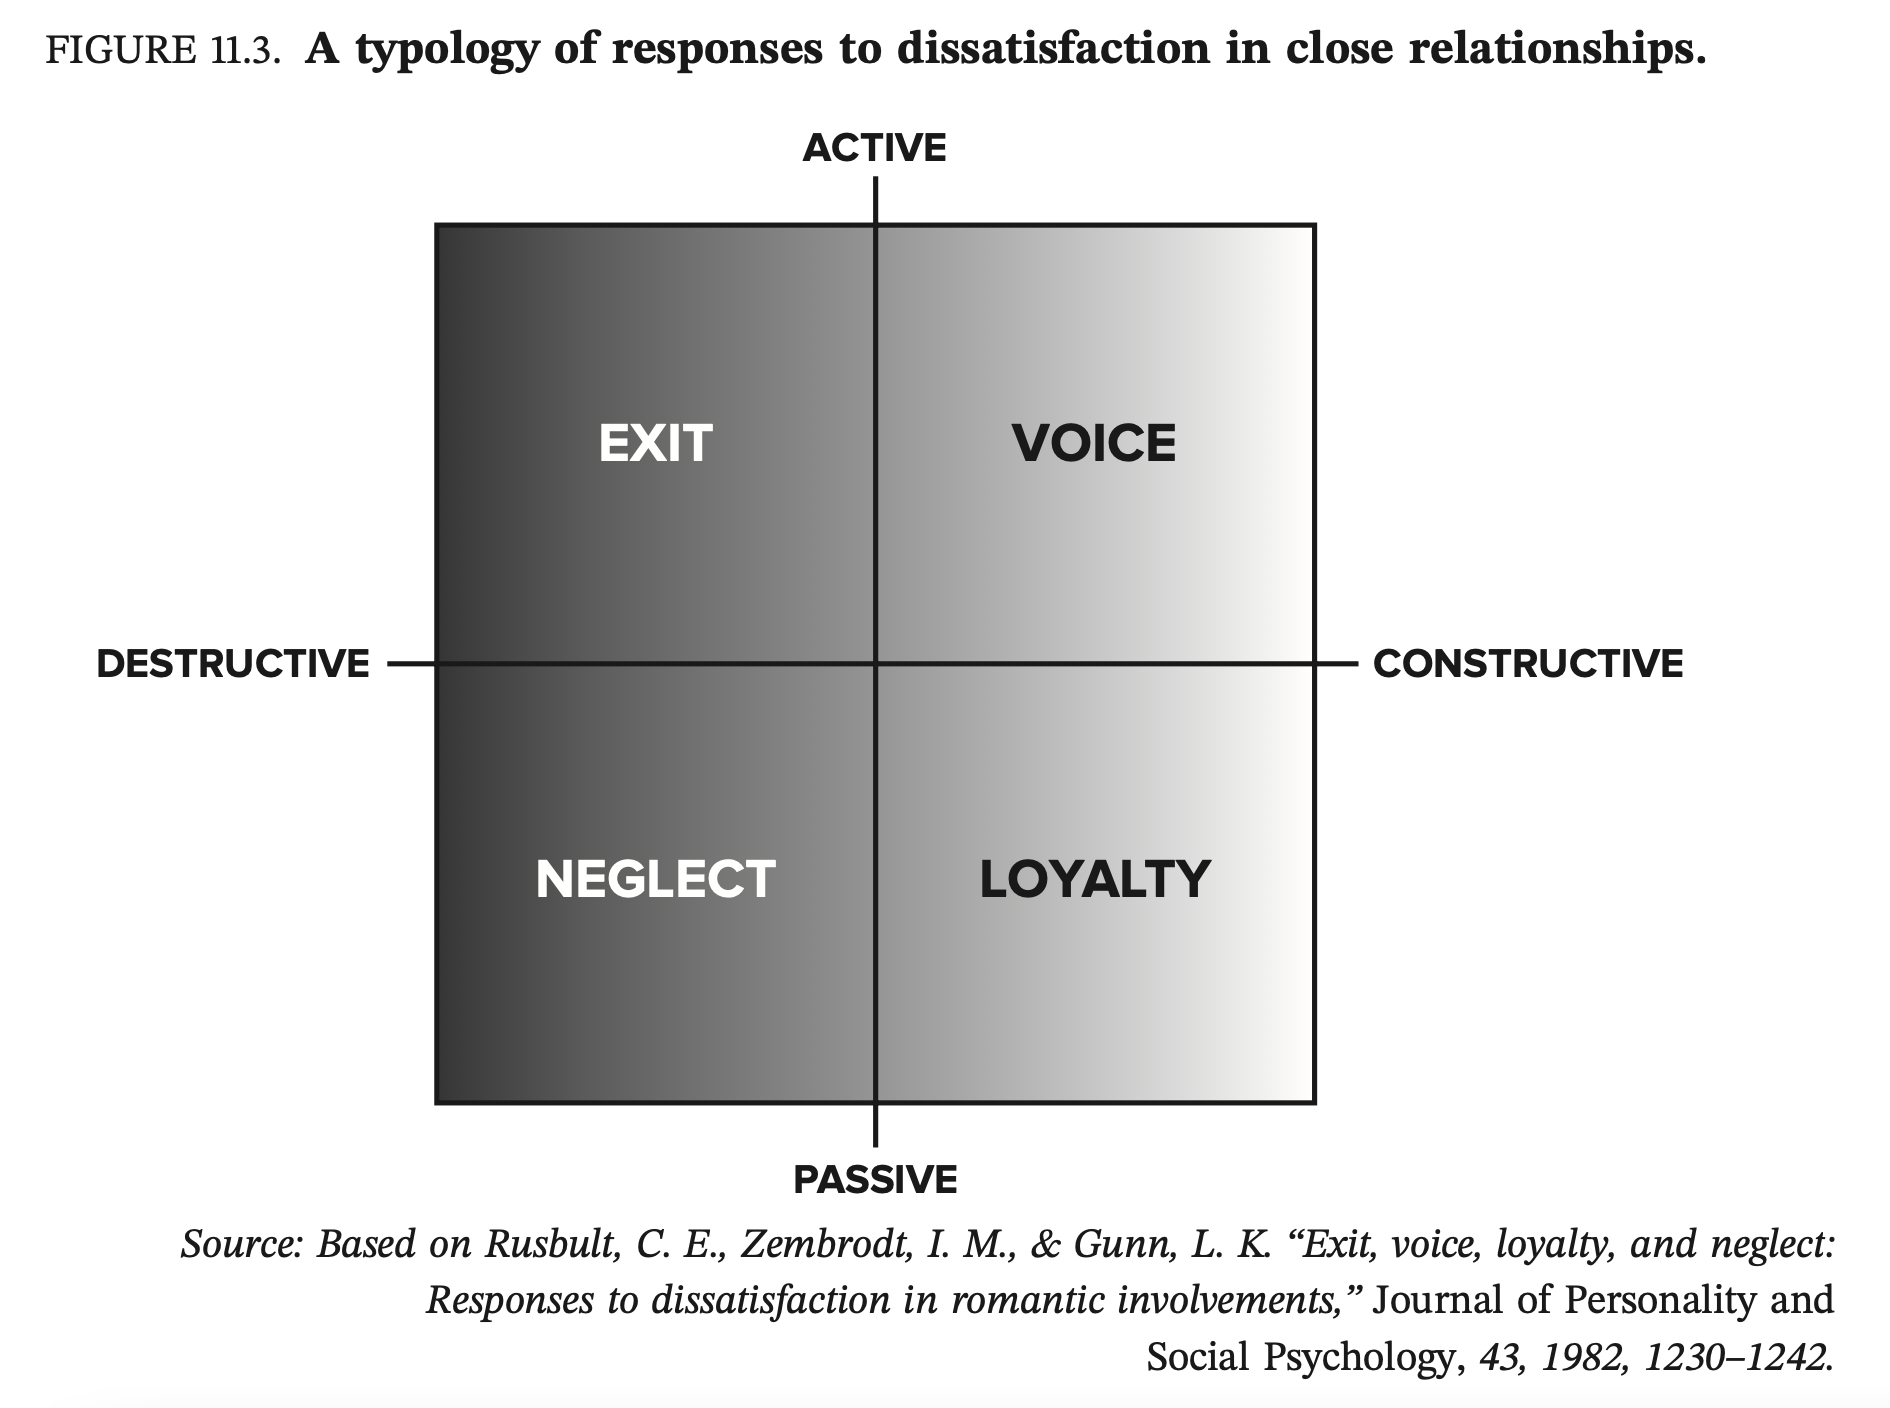 FIGURE 11.3. A typology of responses to dissatisfaction in close relationships.
ACTIVE
EXIT
VOICE
DESTRUCTIVE
CONSTRUCTIVE
NEGLECT
LOYALTY
PASSIVE
Source: Based on Rusbult, C. E., Zembrodt, I. M., & Gunn, L. K. “Exit, voice, loyalty, and neglect:
Responses to dissatisfaction in romantic involvements,” Journal of Personality and
Social Psychology, 43, 1982, 1230–1242.